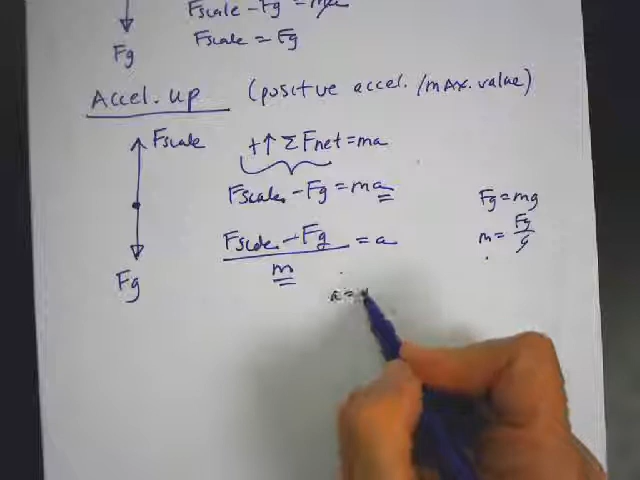 Fscale - Fg = ma
Fscale = Fg
Fg
Accel. up (positive accel./max. value)
Fscale
+↑ ΣFnet = ma
Fscale - Fg = ma
Fg = mg
Fscale - Fg / m = a
m = Fg / g
Fg
a =